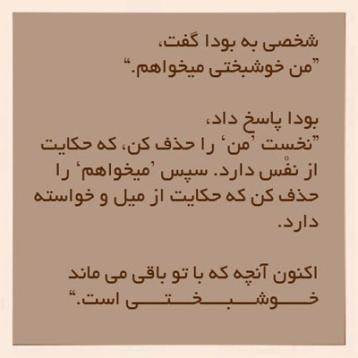 شخصی به بودا گفت،
”من خوشبختی میخواهم.“
بودا پاسخ داد،
”نخست ’من‘ را حذف کن، که حکایت
از نفْس دارد. سپس ’میخواهم‘ را
حذف کن که حکایت از میل و خواسته
دارد.
اکنون آنچه که با تو باقی می ماند
خـــوشـــبـــخـــتـــی است.“